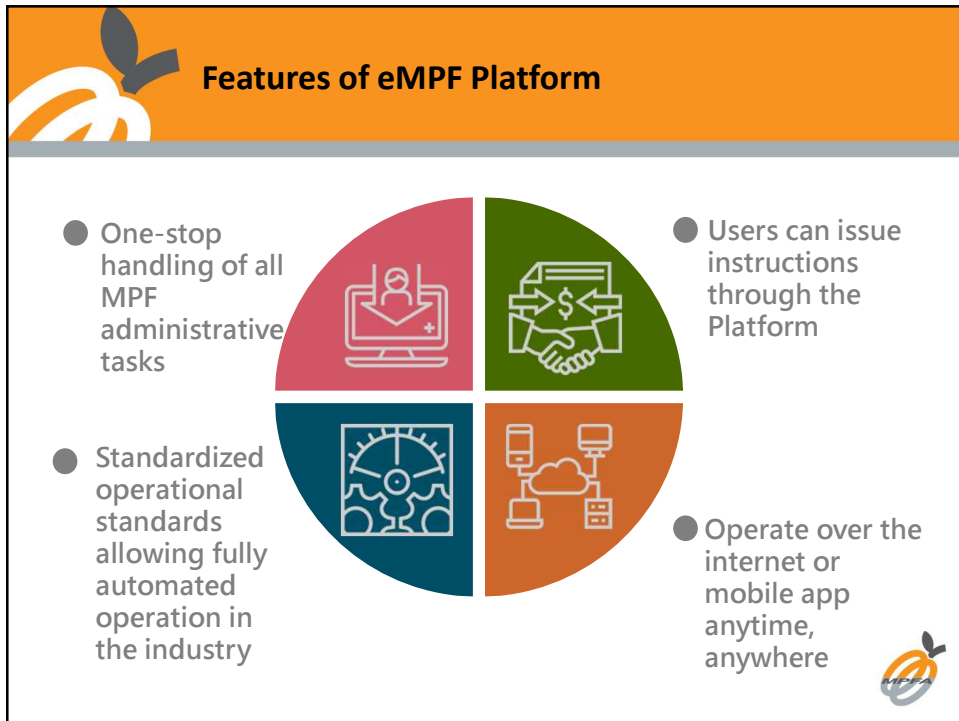 Features of eMPF Platform
One-stop
handling of all
MPF
administrative
tasks
Users can issue
instructions
through the
Platform
Standardized
operational
standards
allowing fully
automated
operation in
the industry
Operate over the
internet or
mobile app
anytime,
anywhere
$
MPFA